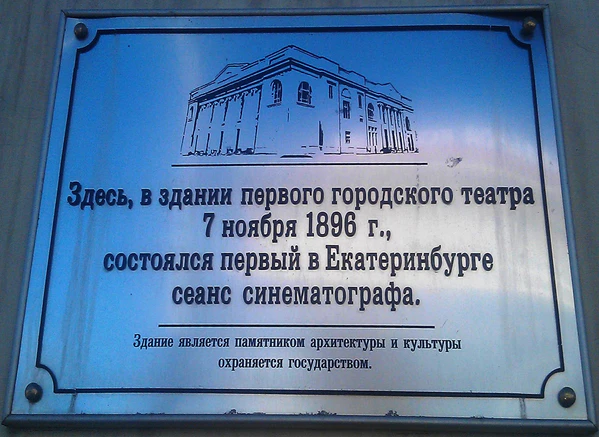 Здесь, в здании первого городского театра
7 ноября 1896 г.,
состоялся первый в Екатеринбурге
сеанс синематографа.
Здание является памятником архитектуры и культуры
охраняется государством.